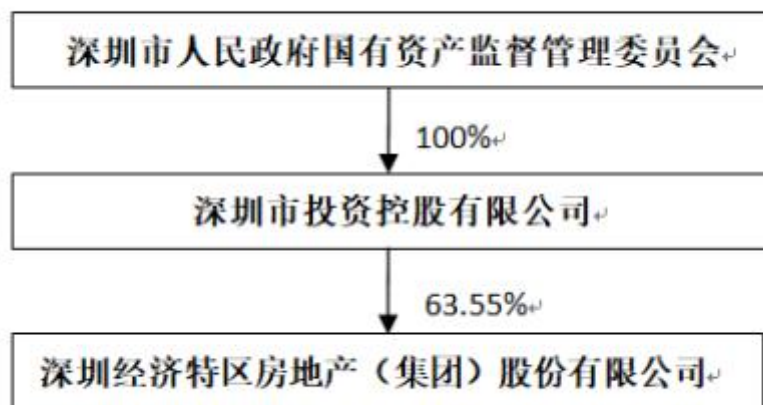 深圳市人民政府国有资产监督管理委员会
100%
深圳市投资控股有限公司
63.55%
深圳经济特区房地产（集团）股份有限公司